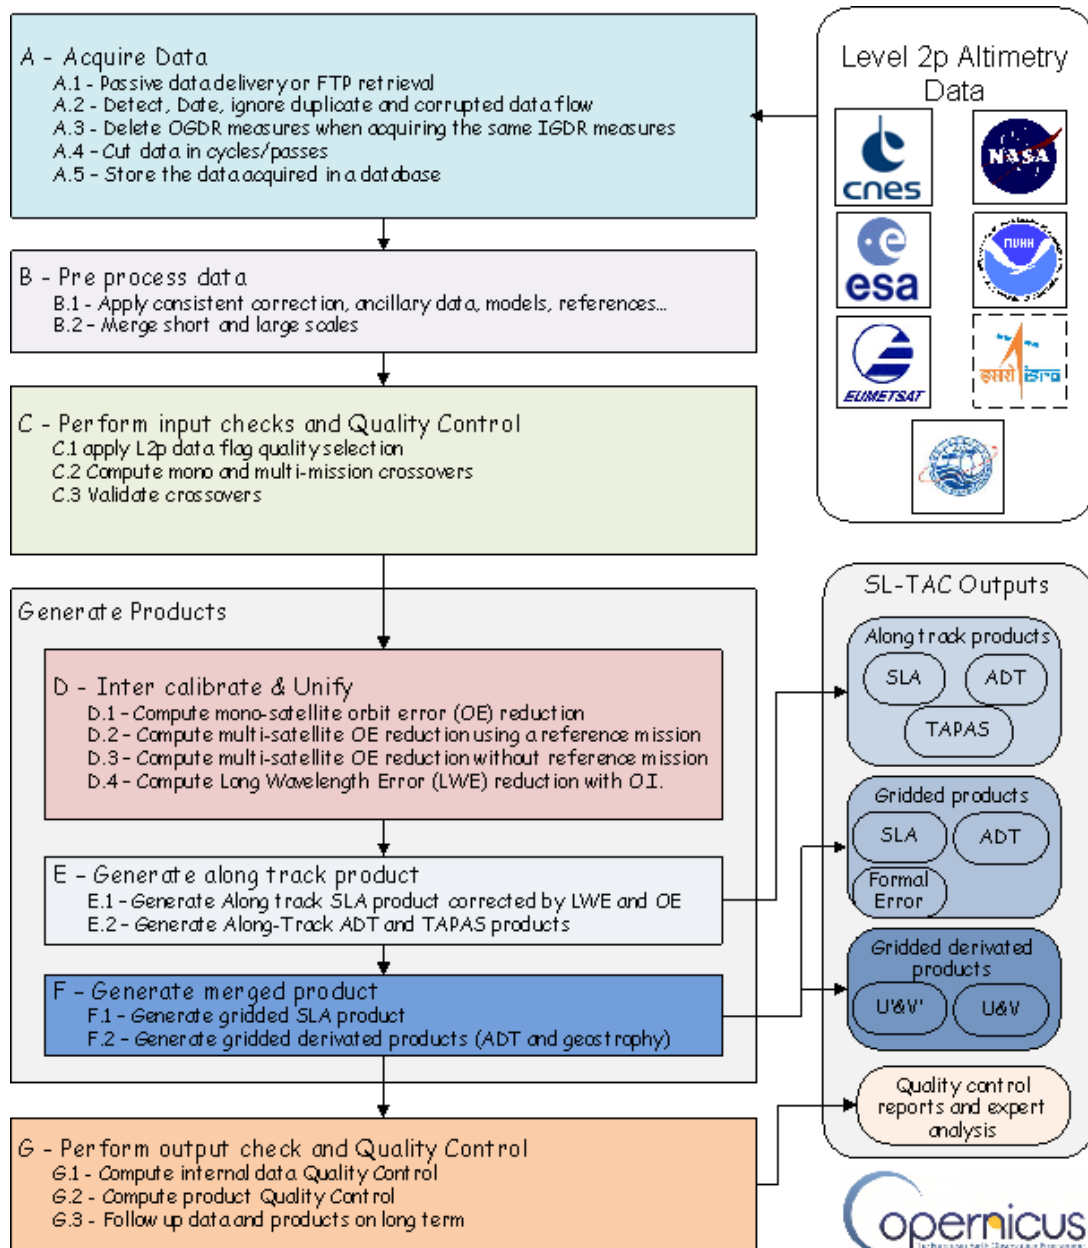 A - Acquire Data
A.1 - Passive data delivery or FTP retrieval
A.2 - Detect, Date, ignore duplicate and corrupted data flow
A.3 - Delete OGDR measures when acquiring the same IGDR measures
A.4 - Cut data in cycles/passes
A.5 - Store the data acquired in a database
B - Pre process data
B.1 - Apply consistent correction, ancillary data, models, references...
B.2 - Merge short and large scales
C - Perform input checks and Quality Control
C.1 apply L2p data flag quality selection
C.2 Compute mono and multi-mission crossovers
C.3 Validate crossovers
Generate Products
D - Inter calibrate & Unify
D.1 - Compute mono-satellite orbit error (OE) reduction
D.2 - Compute multi-satellite OE reduction using a reference mission
D.3 - Compute multi-satellite OE reduction without reference mission
D.4 - Compute Long Wavelength Error (LWE) reduction with O.I.
E - Generate along track product
E.1 - Generate Along track SLA product corrected by LWE and OE
E.2 - Generate Along-Track ADT and TAPAS products
F - Generate merged product
F.1 - Generate gridded SLA product
F.2 - Generate gridded derived products (ADT and geostrophy)
G - Perform output check and Quality Control
G.1 - Compute internal data Quality Control
G.2 - Compute product Quality Control
G.3 - Follow up data and products on long term
Level 2p Altimetry
Data
cnes
NASA
esa
EUMETSAT
इसरो isro
SL-TAC Outputs
Along track products
SLA
ADT
TAPAS
Gridded products
SLA
ADT
Formal
Error
Gridded derivated
products
U'&V'
U&V
Quality control
reports and expert
analysis
opernicus